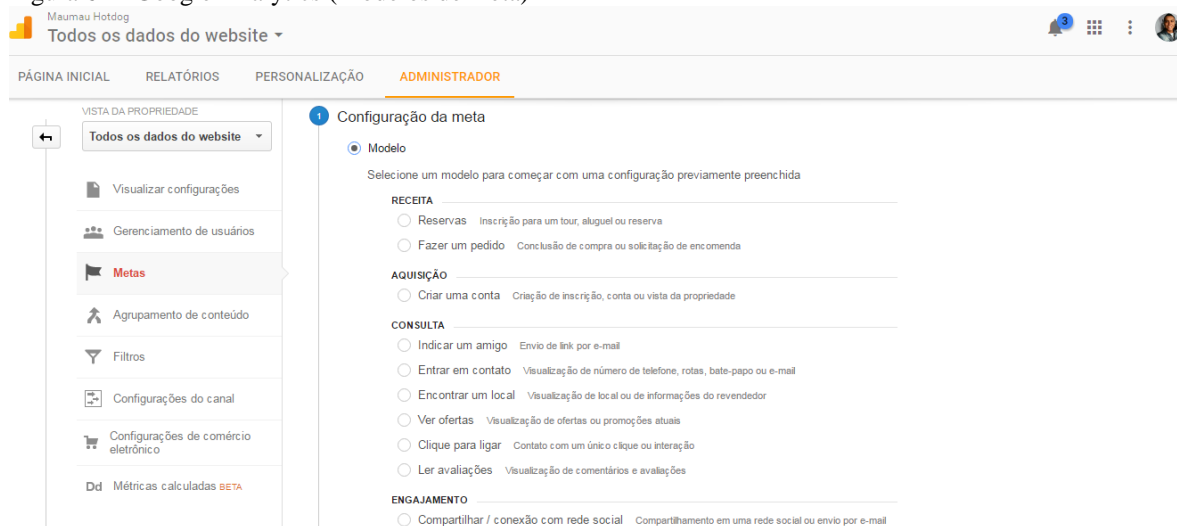 Maumau Hotdog
Todos os dados do website
3
PÁGINA INICIAL RELATÓRIOS PERSONALIZAÇÃO ADMINISTRADOR
VISTA DA PROPRIEDADE
Todos os dados do website
Visualizar configurações
Gerenciamento de usuários
Metas
Agrupamento de conteúdo
Filtros
Configurações do canal
Configurações de comércio
eletrônico
Dd Métricas calculadas BETA
1 Configuração da meta
Modelo
Selecione um modelo para começar com uma configuração previamente preenchida
RECEITA
Reservas Inscrição para um tour, aluguel ou reserva
Fazer um pedido Conclusão de compra ou solicitação de encomenda
AQUISIÇÃO
Criar uma conta Criação de inscrição, conta ou vista da propriedade
CONSULTA
Indicar um amigo Envio de link por e-mail
Entrar em contato Visualização de número de telefone, rotas, bate-papo ou e-mail
Encontrar um local Visualização de local ou de informações do revendedor
Ver ofertas Visualização de ofertas ou promoções atuais
Clique para ligar Contato com um único clique ou interação
Ler avaliações Visualização de comentários e avaliações
ENGAJAMENTO
Compartilhar / conexão com rede social Compartilhamento em uma rede social ou envio por e-mail